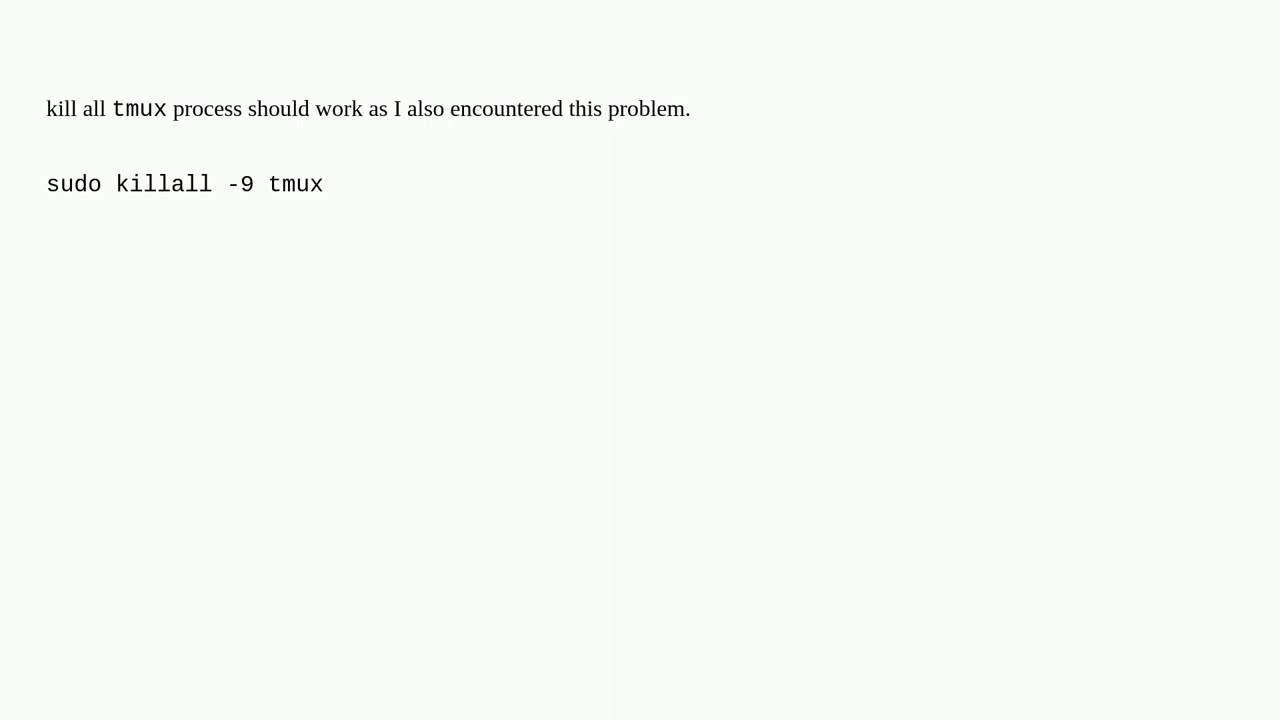 kill all tmux process should work as I also encountered this problem.
sudo killall -9 tmux